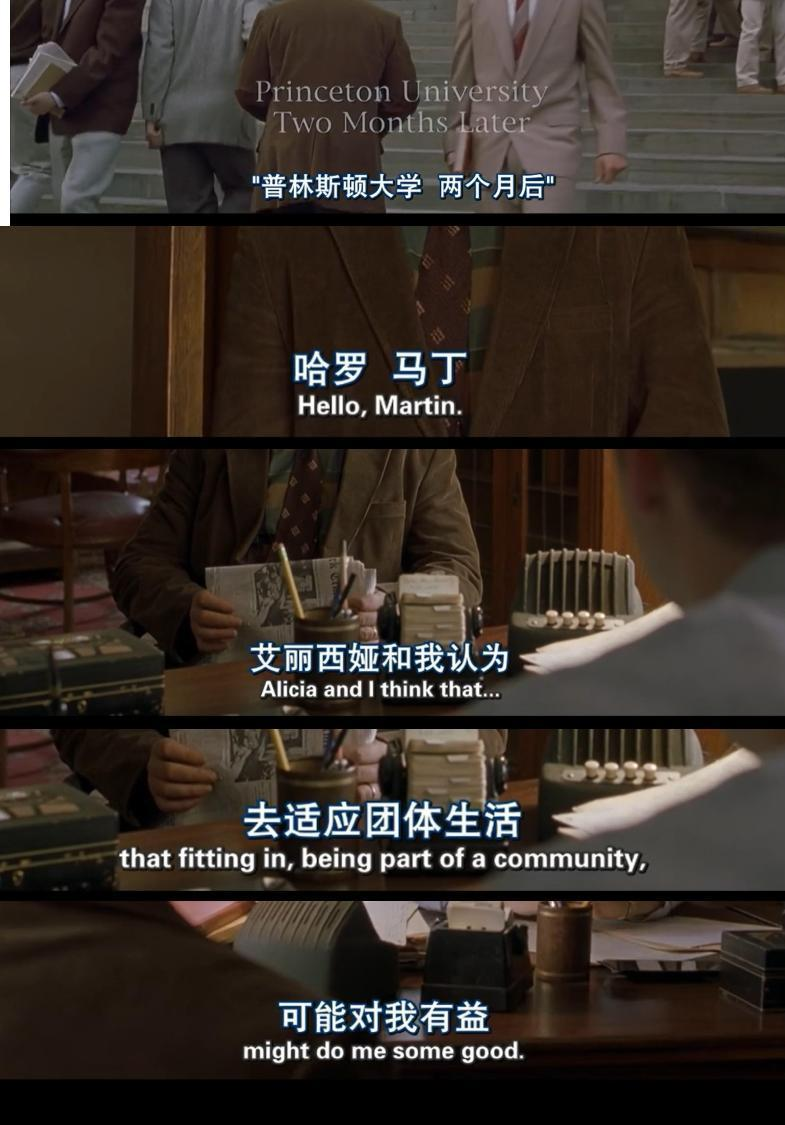 Princeton University
Two Months Later
"普林斯顿大学 两个月后"
哈罗 马丁
Hello, Martin.
艾丽西娅和我认为
Alicia and I think that...
去适应团体生活
that fitting in, being part of a community,
可能对我有益
might do me some good.